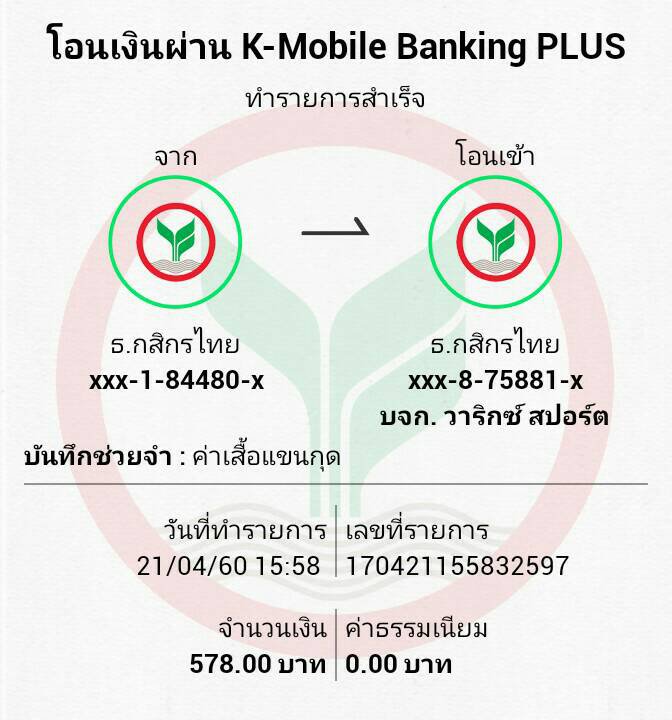 โอนเงินผ่าน K-Mobile Banking PLUS
ทำรายการสำเร็จ
จาก
โอนเข้า
ธ.กสิกรไทย
xxx-1-84480-x
ธ.กสิกรไทย
xxx-8-75881-x
บจก. วาริกซ์ สปอร์ต
บันทึกช่วยจำ : ค่าเสื้อแขนกุด
วันที่ทำรายการ
21/04/60 15:58
เลขที่รายการ
170421155832597
จำนวนเงิน
578.00 บาท
ค่าธรรมเนียม
0.00 บาท